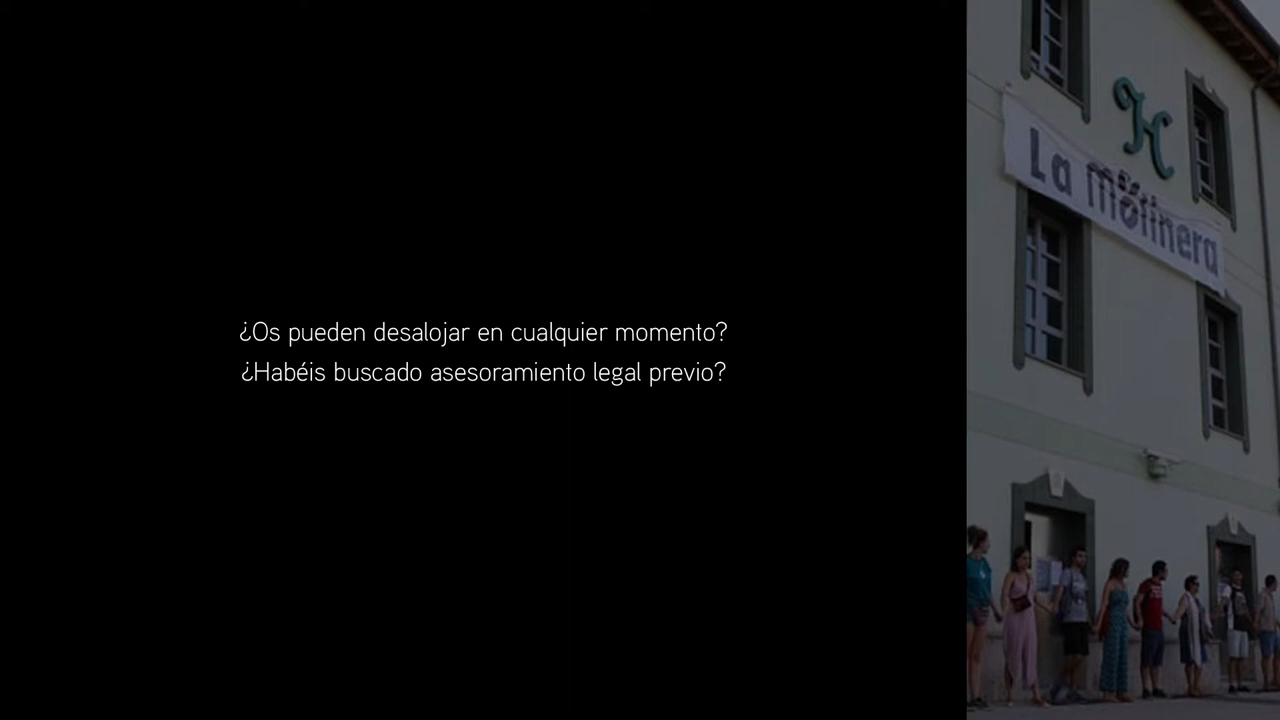 ¿Os pueden desalojar en cualquier momento?
¿Habéis buscado asesoramiento legal previo?
H
La molinera